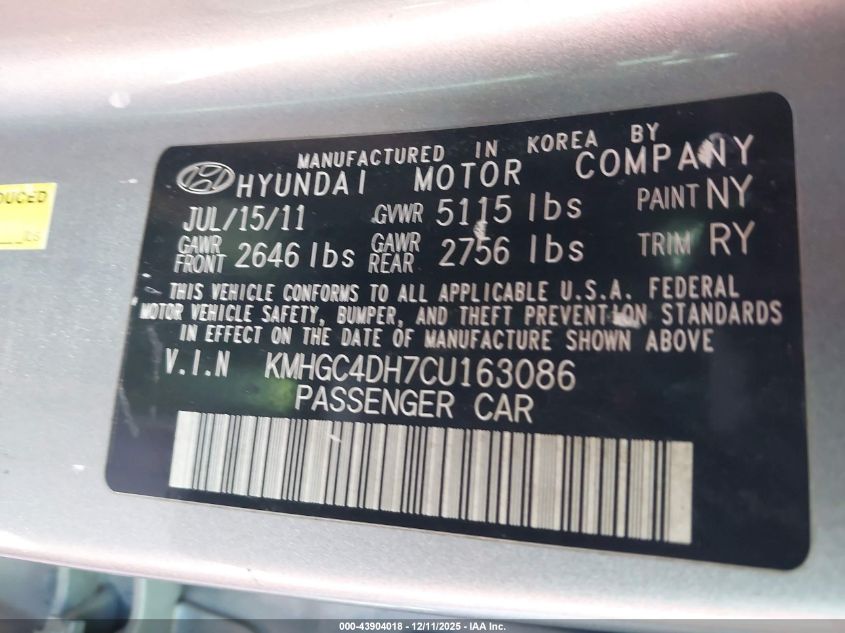 MANUFACTURED IN KOREA BY
HYUNDAI MOTOR COMPANY
JUL/15/11 GVWR 5115 lbs PAINT NY
GAWR FRONT 2646 lbs GAWR REAR 2756 lbs TRIM RY
THIS VEHICLE CONFORMS TO ALL APPLICABLE U.S.A. FEDERAL
MOTOR VEHICLE SAFETY, BUMPER, AND THEFT PREVENTION STANDARDS
IN EFFECT ON THE DATE OF MANUFACTURE SHOWN ABOVE
V.I.N KMHGC4DH7CU163086
PASSENGER CAR
000-43904018 - 12/11/2025 - IAA Inc.